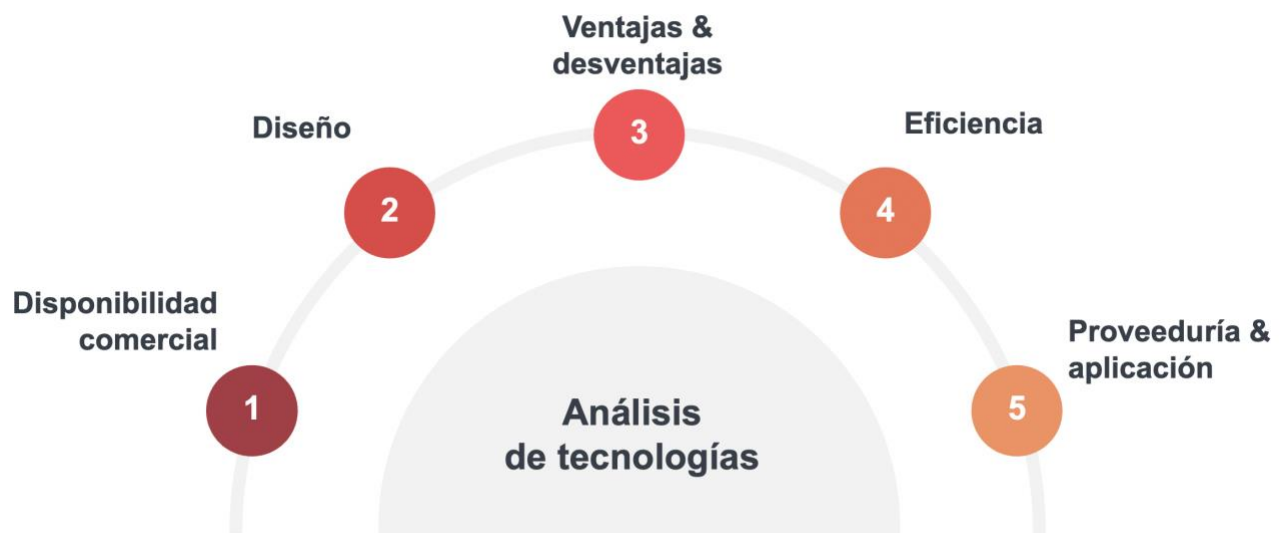 Disponibilidad
comercial
1
Diseño
2
Ventajas &
desventajas
3
Eficiencia
4
Proveeduría &
aplicación
5
Análisis
de tecnologías